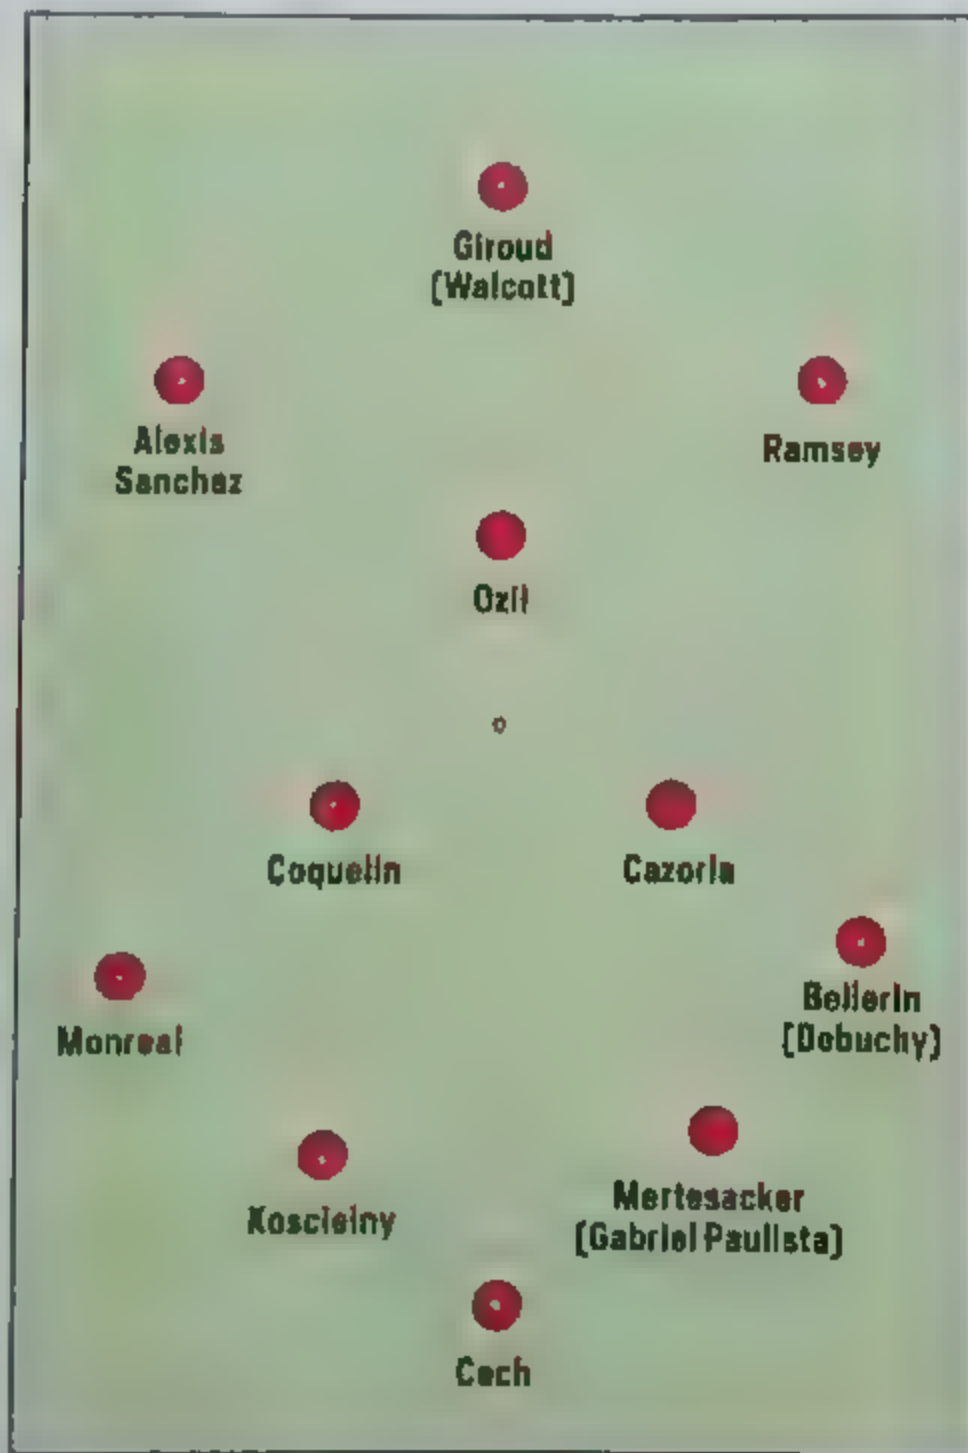 Giroud
(Walcott)
Alexis
Sanchez
Ramsey
Ozil
Coquelin
Cazorla
Bellerin
(Debuchy)
Monreal
Mertesacker
(Gabriel Paulista)
Koscielny
Cech